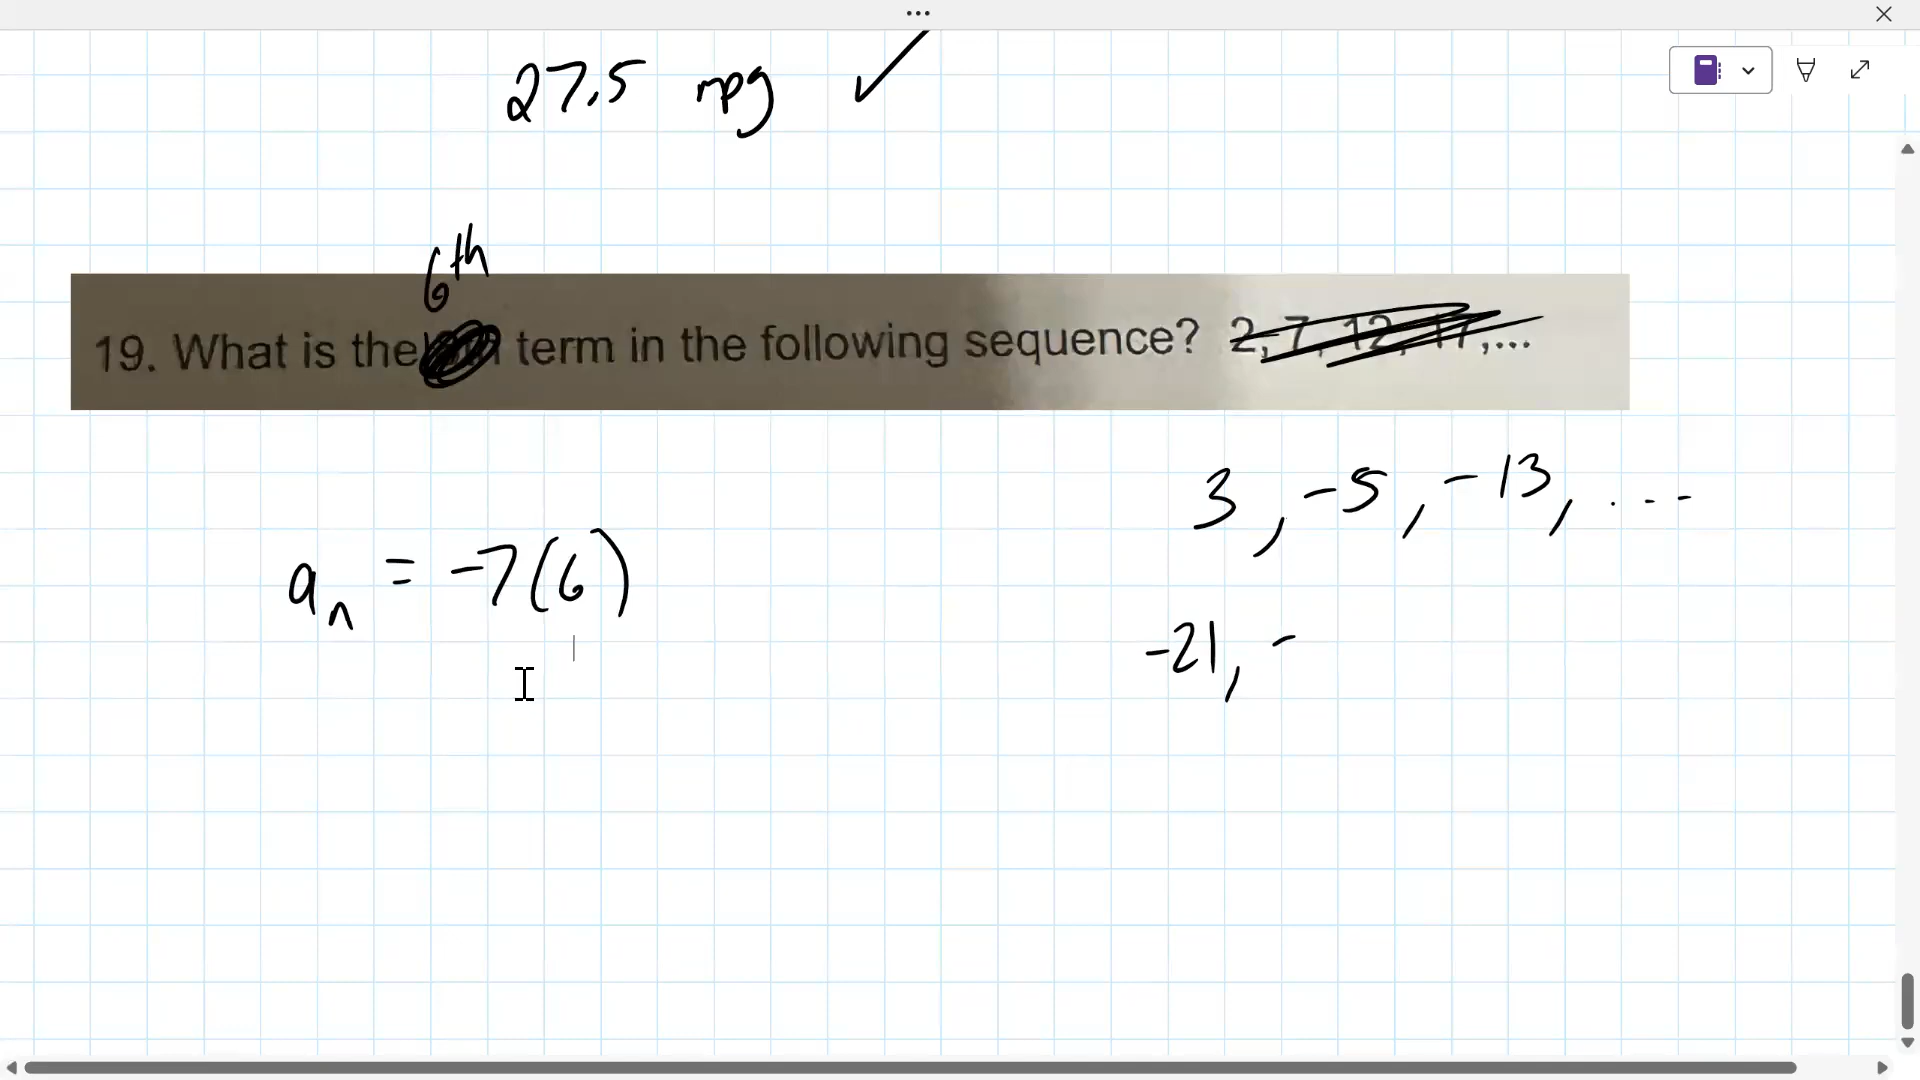 27.5 mpg ✓
6th
19. What is the term in the following sequence? 2, 7, 12, 17,...
3, -5, -13, ...
aₙ = -7(6)
-21, -